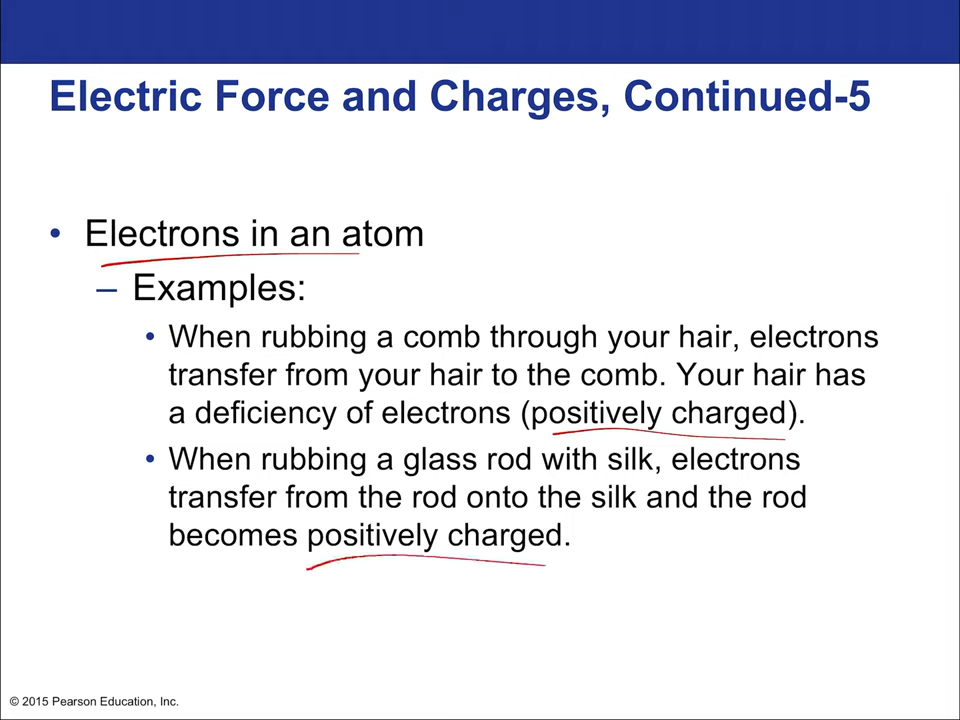 Electric Force and Charges, Continued-5
• Electrons in an atom
– Examples:
• When rubbing a comb through your hair, electrons
transfer from your hair to the comb. Your hair has
a deficiency of electrons (positively charged).
• When rubbing a glass rod with silk, electrons
transfer from the rod onto the silk and the rod
becomes positively charged.
© 2015 Pearson Education, Inc.